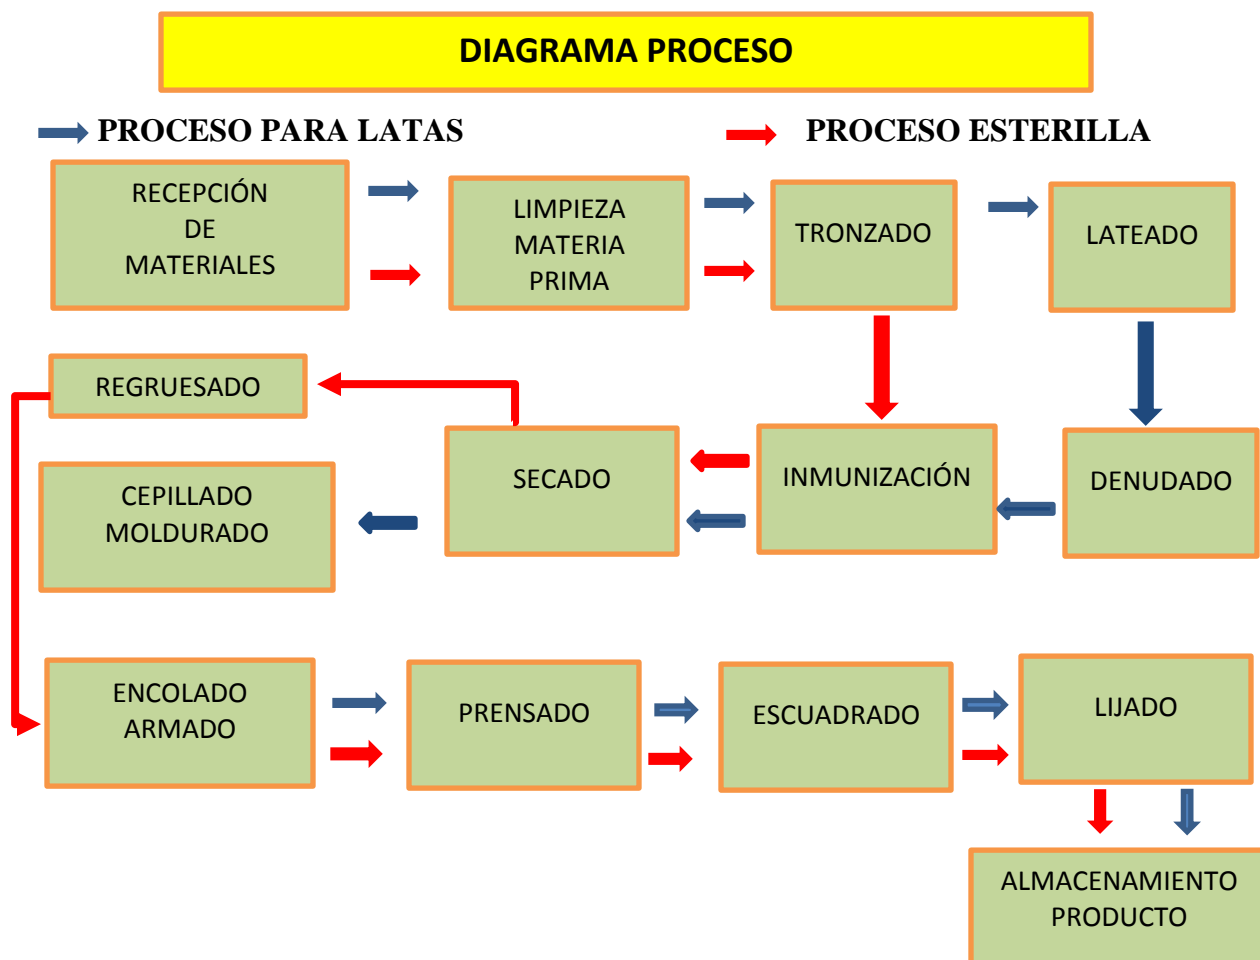 DIAGRAMA PROCESO
PROCESO PARA LATAS
PROCESO ESTERILLA
RECEPCIÓN
DE
MATERIALES
LIMPIEZA
MATERIA
PRIMA
TRONZADO
LATEADO
REGRUESADO
SECADO
INMUNIZACIÓN
DENUDADO
CEPILLADO
MOLDURADO
ENCOLADO
ARMADO
PRENSADO
ESCUADRADO
LIJADO
ALMACENAMIENTO
PRODUCTO